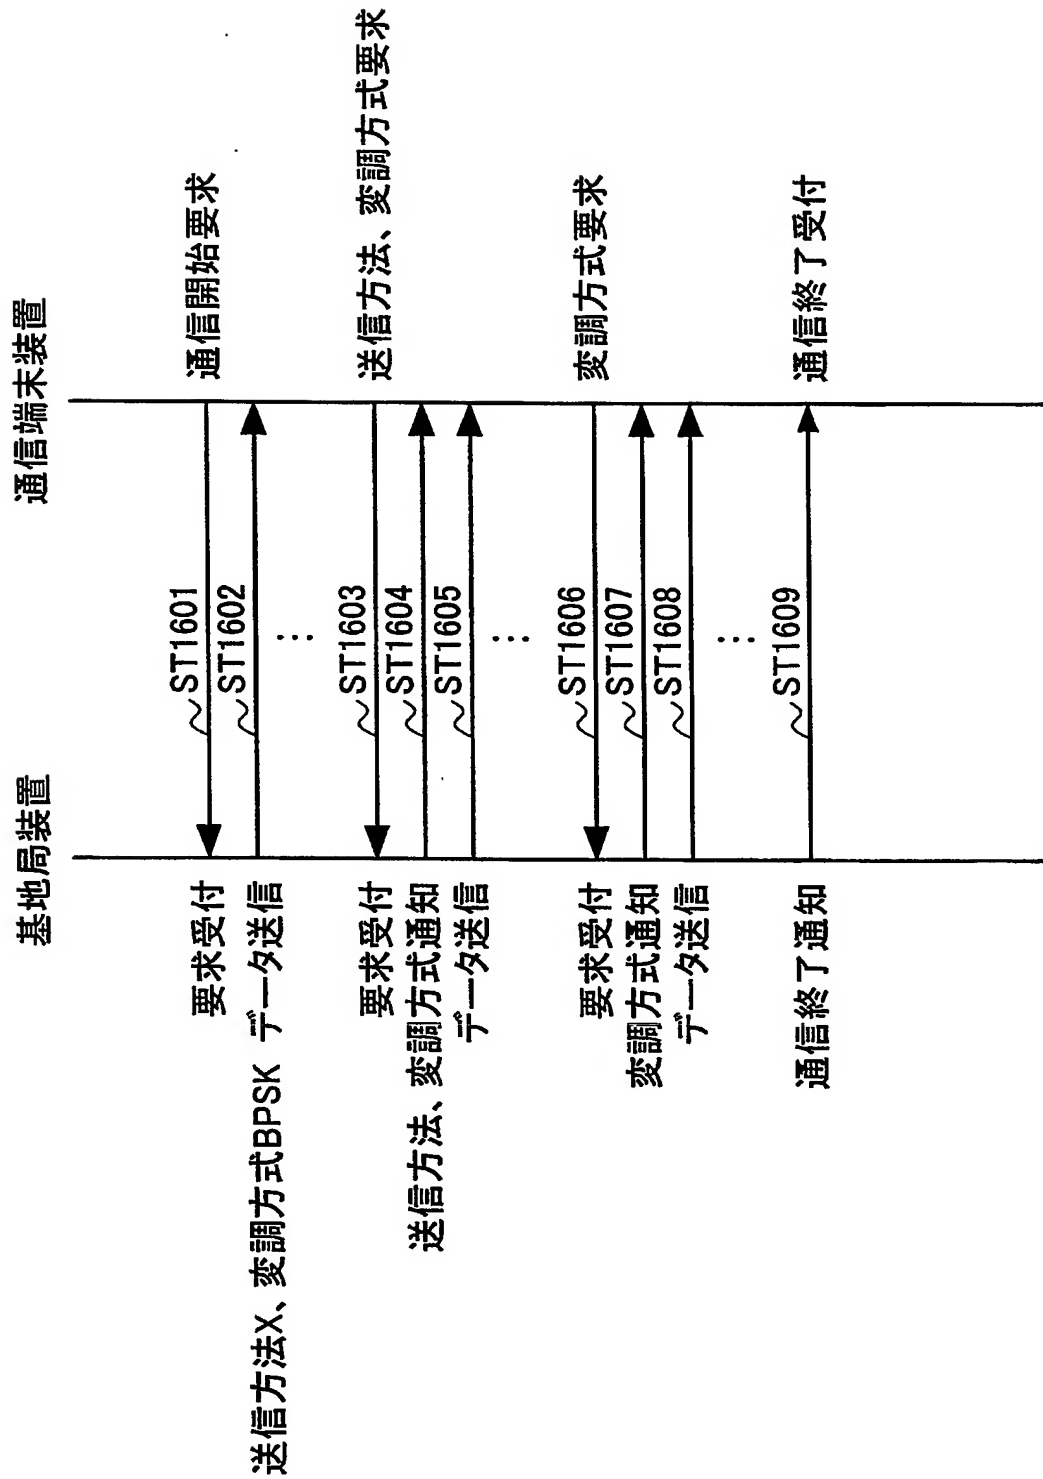 基地局装置
通信端末装置
要求受付
ST1601
通信開始要求
送信方法X、変調方式BPSK データ送信
ST1602
要求受付
ST1603
送信方法、変調方式要求
送信方法、変調方式通知
ST1604
データ送信
ST1605
要求受付
ST1606
変調方式要求
変調方式通知
ST1607
データ送信
ST1608
通信終了通知
ST1609
通信終了受付